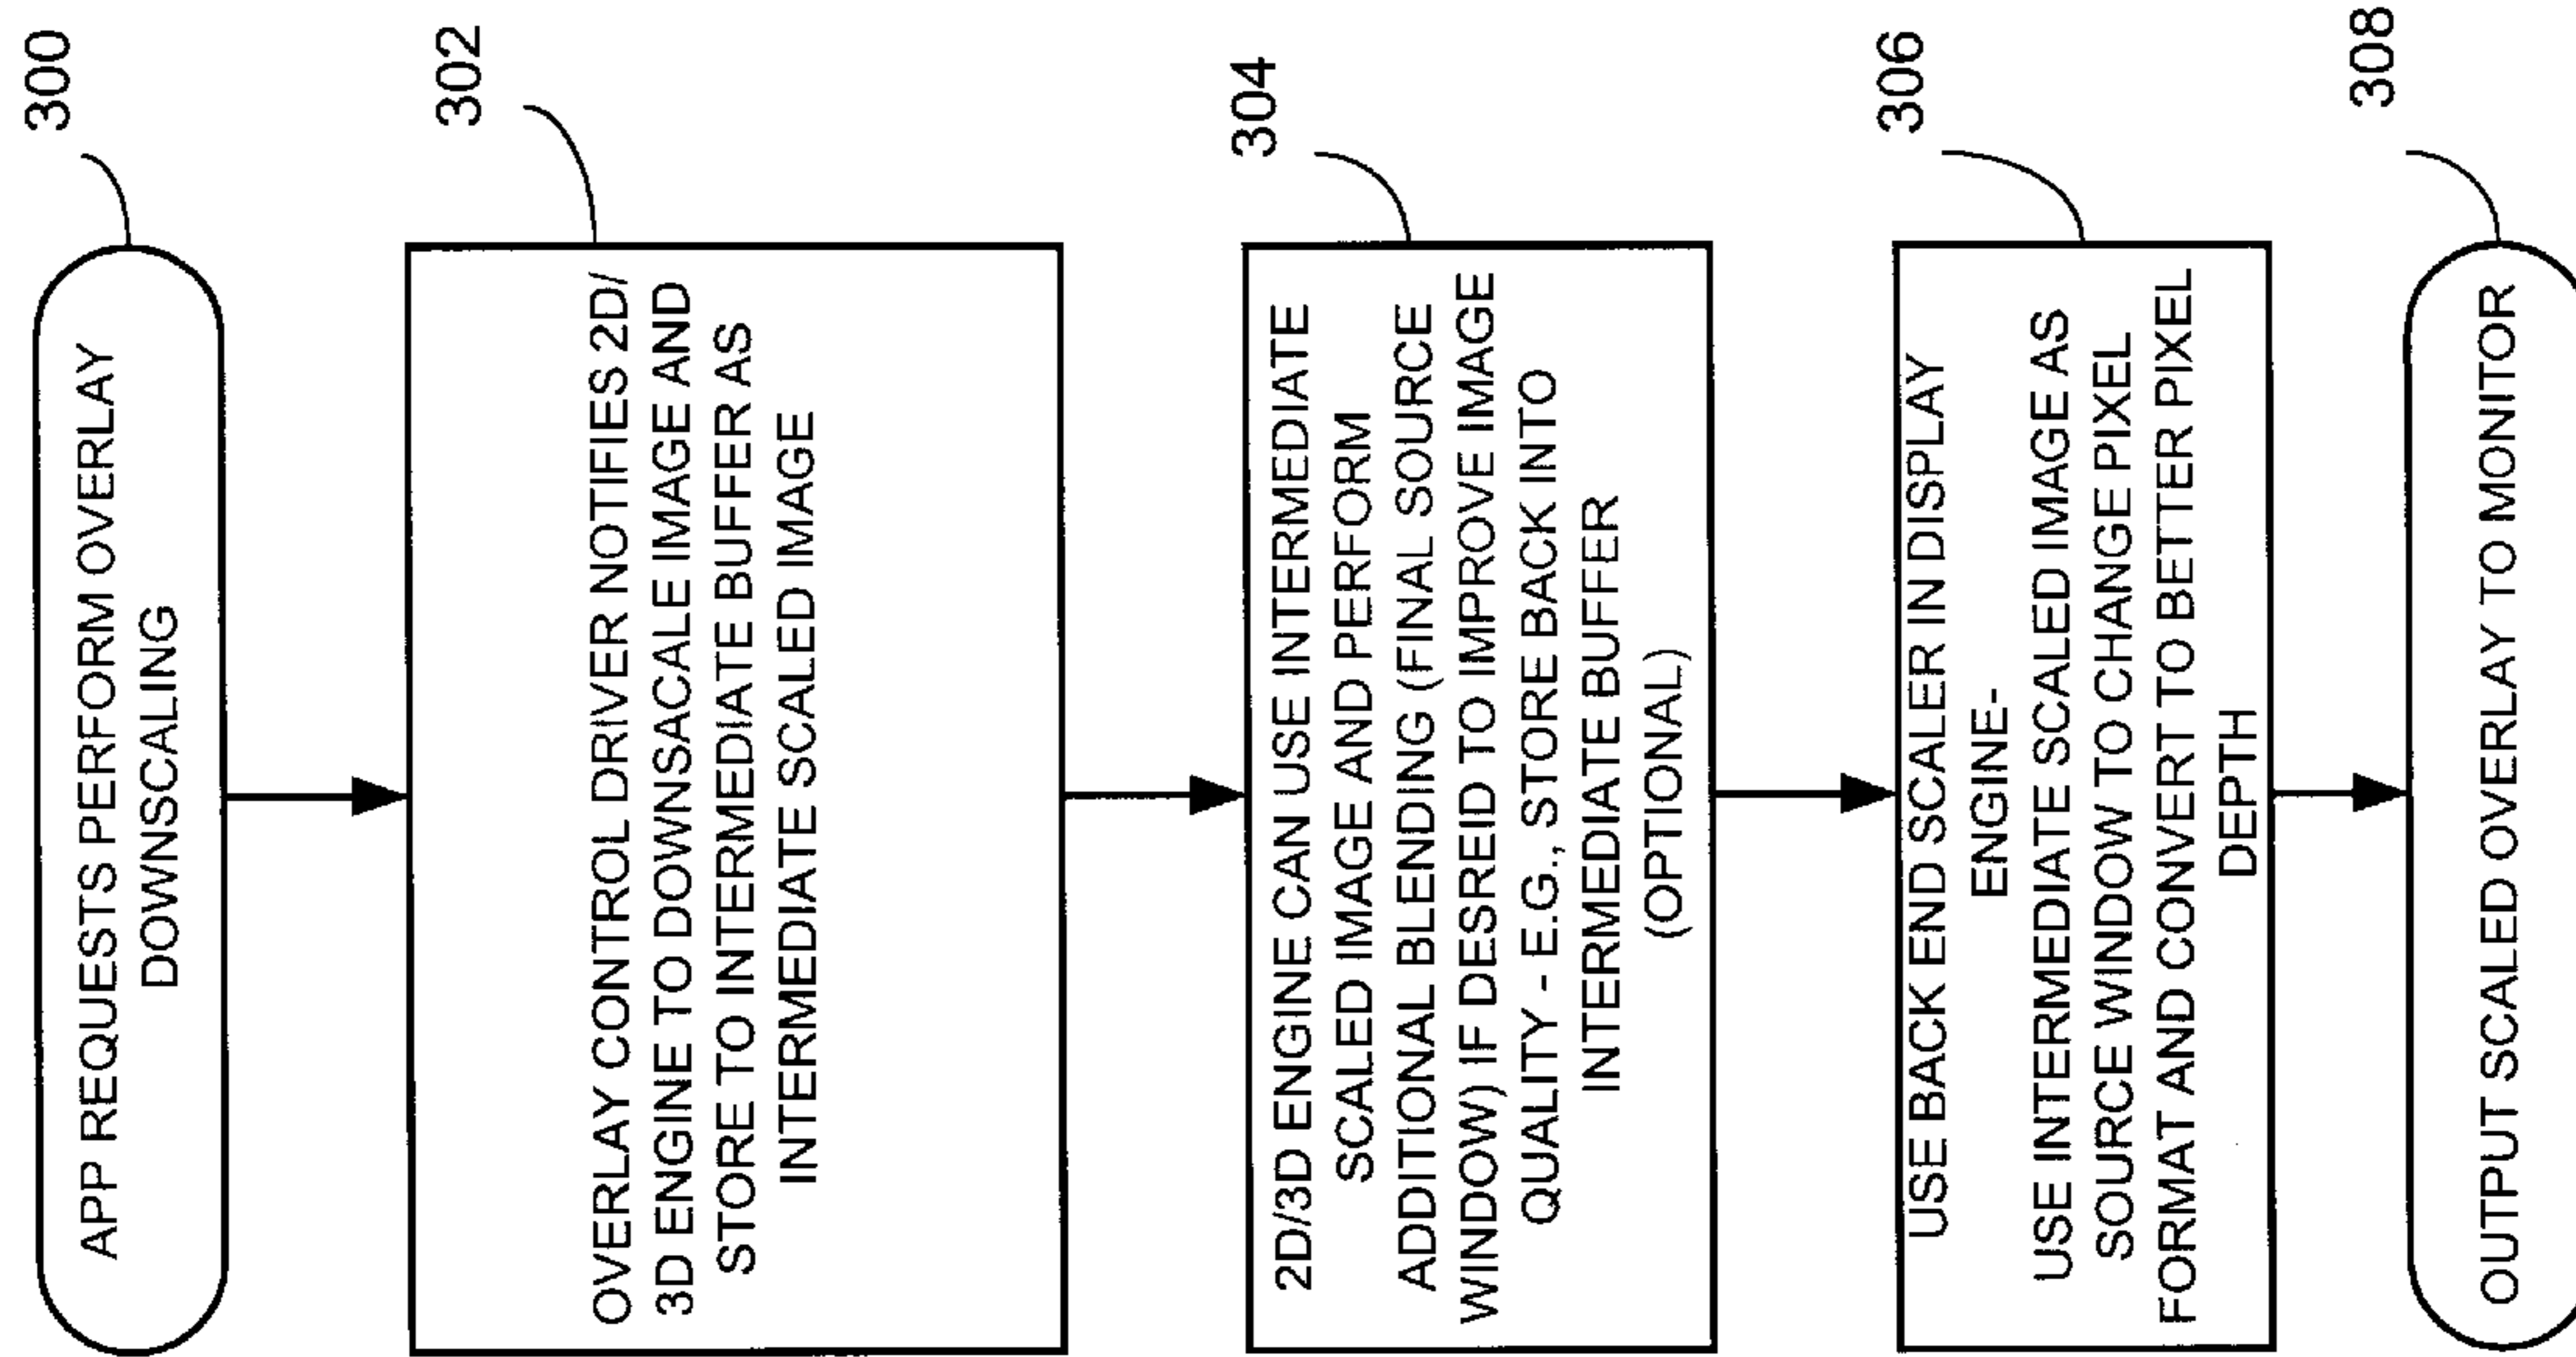 300
APP REQUESTS PERFORM OVERLAY
DOWNSCALING
302
OVERLAY CONTROL DRIVER NOTIFIES 2D/
3D ENGINE TO DOWNSACALE IMAGE AND
STORE TO INTERMEDIATE BUFFER AS
INTERMEDIATE SCALED IMAGE
304
2D/3D ENGINE CAN USE INTERMEDIATE
SCALED IMAGE AND PERFORM
ADDITIONAL BLENDING (FINAL SOURCE
WINDOW) IF DESREID TO IMPROVE IMAGE
QUALITY - E.G., STORE BACK INTO
INTERMEDIATE BUFFER
(OPTIONAL)
306
USE BACK END SCALER IN DISPLAY
ENGINE-
USE INTERMEDIATE SCALED IMAGE AS
SOURCE WINDOW TO CHANGE PIXEL
FORMAT AND CONVERT TO BETTER PIXEL
DEPTH
308
OUTPUT SCALED OVERLAY TO MONITOR